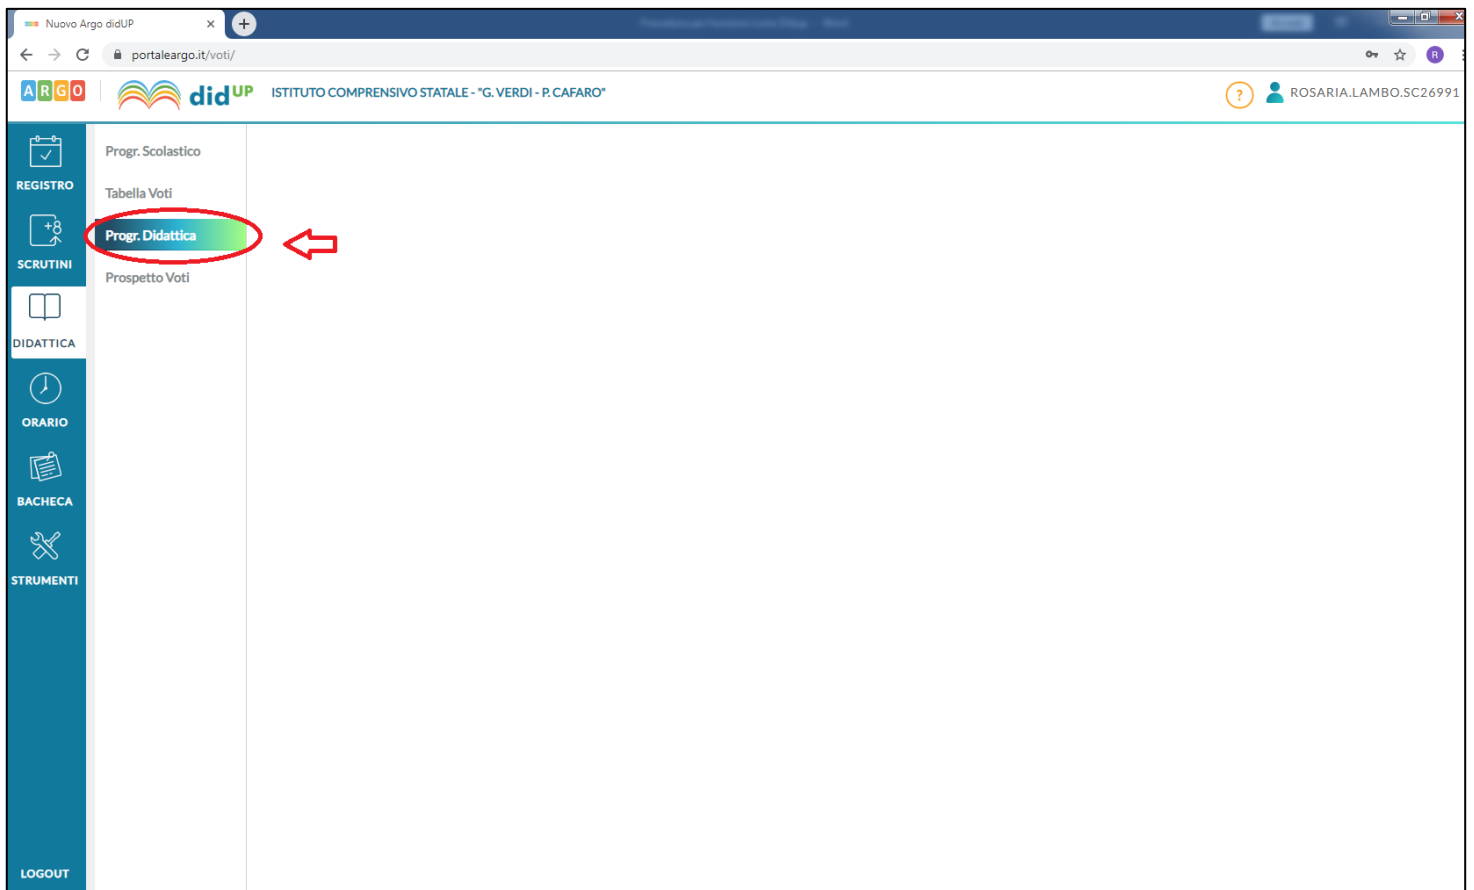 Nuovo Argo didUP
portaleargo.it/voti/
R
ARGO
didUP
ISTITUTO COMPRENSIVO STATALE - "G. VERDI - P. CAFARO"
?
ROSARIA.LAMBO.SC26991
REGISTRO
+8
SCRUTINI
DIDATTICA
ORARIO
BACHECA
STRUMENTI
LOGOUT
Progr. Scolastico
Tabella Voti
Progr. Didattica
Prospetto Voti